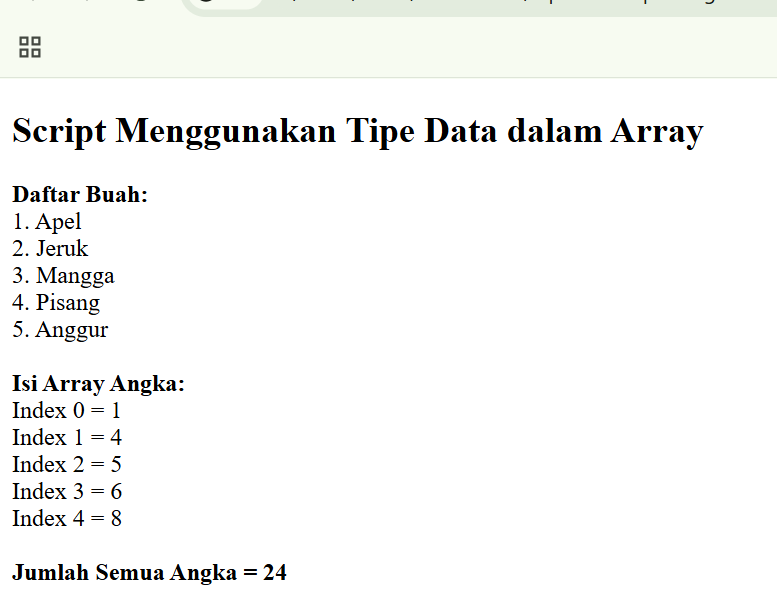 Script Menggunakan Tipe Data dalam Array
Daftar Buah:
1. Apel
2. Jeruk
3. Mangga
4. Pisang
5. Anggur
Isi Array Angka:
Index 0 = 1
Index 1 = 4
Index 2 = 5
Index 3 = 6
Index 4 = 8
Jumlah Semua Angka = 24